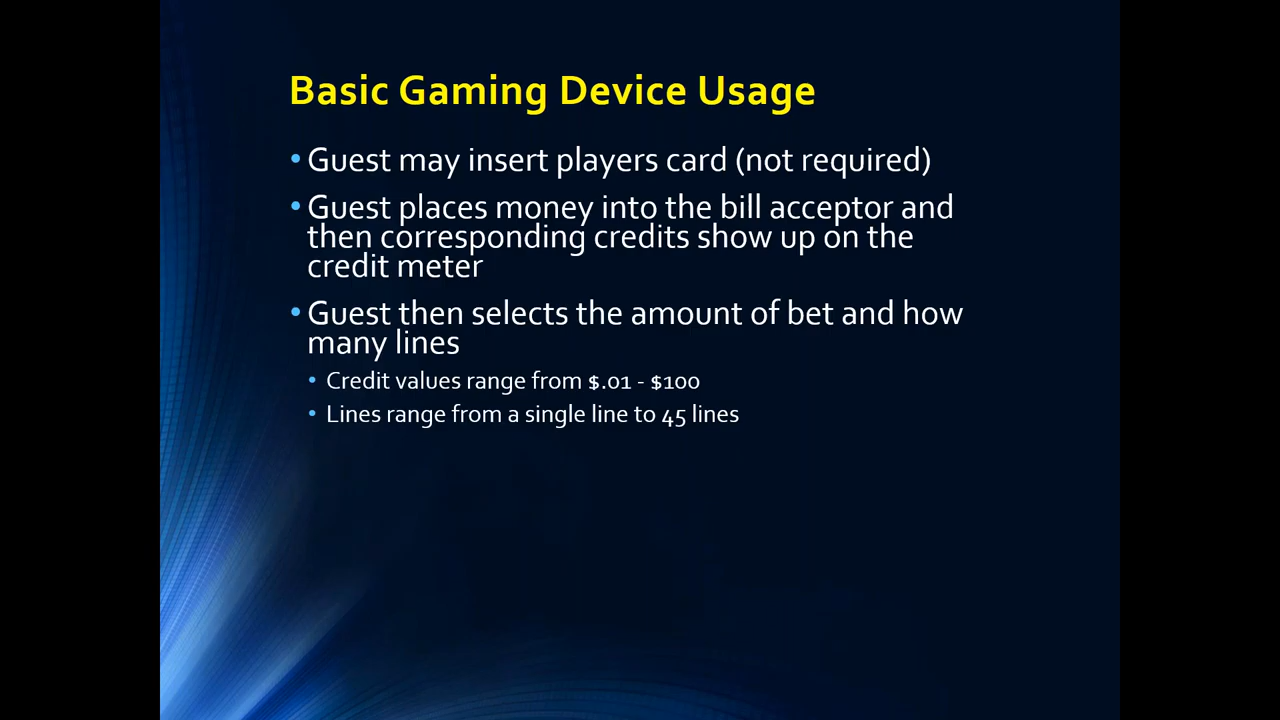 Basic Gaming Device Usage
• Guest may insert players card (not required)
• Guest places money into the bill acceptor and
then corresponding credits show up on the
credit meter
• Guest then selects the amount of bet and how
many lines
• Credit values range from $.01 - $100
• Lines range from a single line to 45 lines